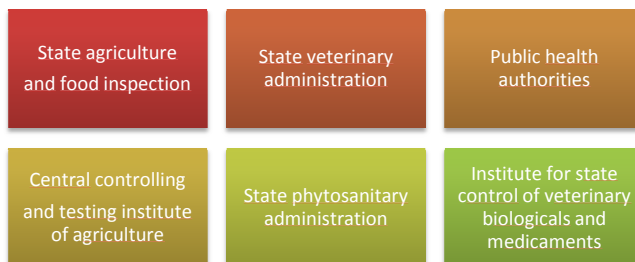 State agriculture
and food inspection
State veterinary
administration
Public health
authorities
Central controlling
and testing institute
of agriculture
State phytosanitary
administration
Institute for state
control of veterinary
biologicals and
medicaments